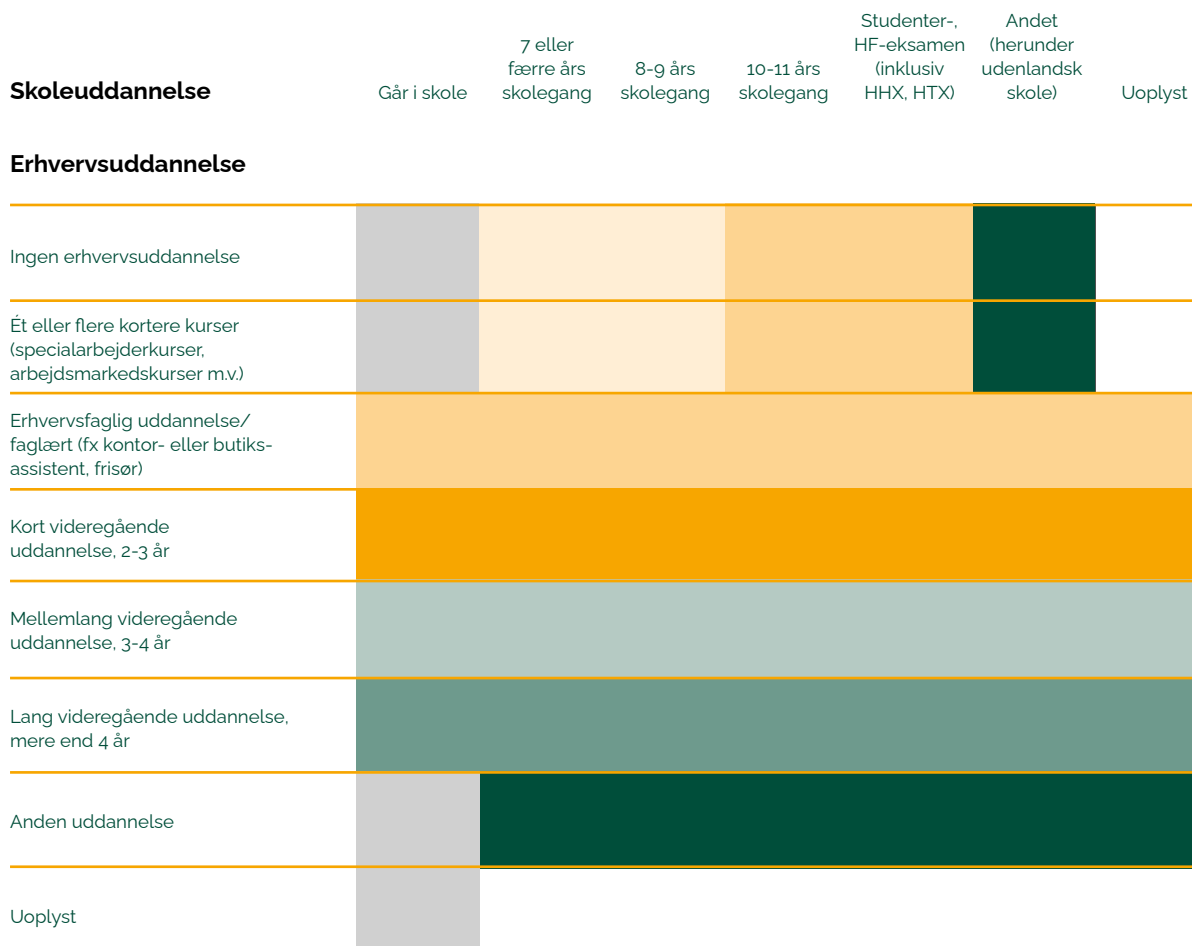 Skoleuddannelse
Går i skole
7 eller
færre års
skolegang
8-9 års
skolegang
10-11 års
skolegang
Studenter-,
HF-eksamen
(inklusiv
HHX, HTX)
Andet
(herunder
udenlandsk
skole)
Uoplyst
Erhvervsuddannelse
Ingen erhvervsuddannelse
Ét eller flere kortere kurser
(specialarbejderkurser,
arbejdsmarkedskurser m.v.)
Erhvervsfaglig uddannelse/
faglært (fx kontor- eller butiks-
assistent, frisør)
Kort videregående
uddannelse, 2-3 år
Mellemlang videregående
uddannelse, 3-4 år
Lang videregående uddannelse,
mere end 4 år
Anden uddannelse
Uoplyst